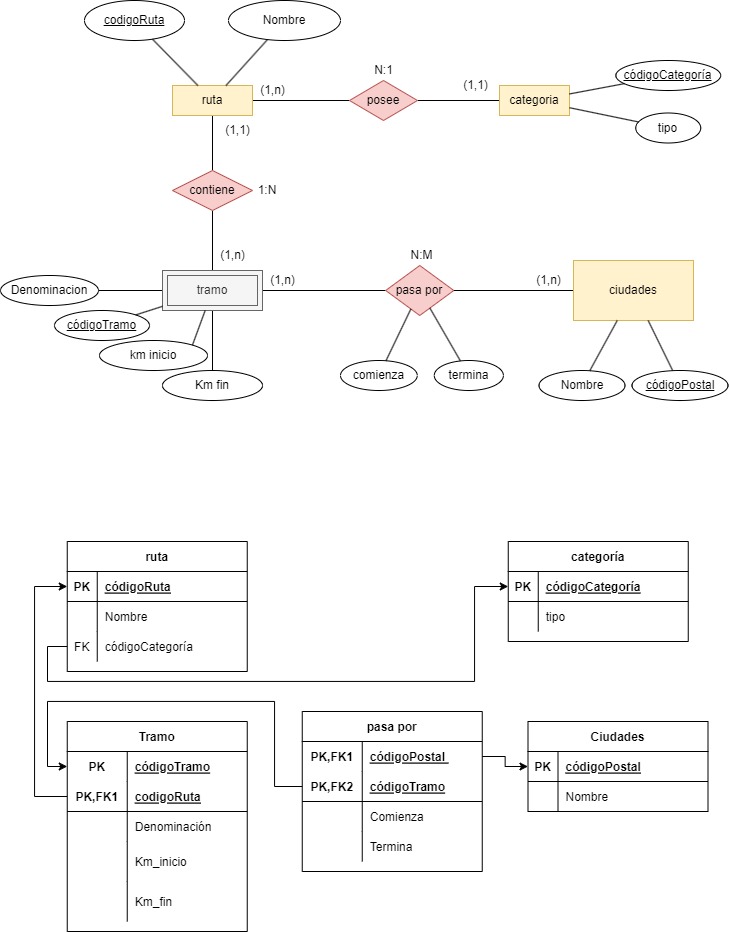 codigoRuta
Nombre
N:1
ruta
(1,n)
posee
(1,1)
categoria
códigoCategoría
tipo
(1,1)
contiene
1:N
(1,n)
N:M
Denominacion
tramo
(1,n)
pasa por
(1,n)
ciudades
códigoTramo
km inicio
Km fin
comienza
termina
Nombre
códigoPostal
ruta
PK códigoRuta
Nombre
FK códigoCategoría
categoría
PK códigoCategoría
tipo
Tramo
PK códigoTramo
PK,FK1 codigoRuta
Denominación
Km_inicio
Km_fin
pasa por
PK,FK1 códigoPostal
PK,FK2 códigoTramo
Comienza
Termina
Ciudades
PK códigoPostal
Nombre